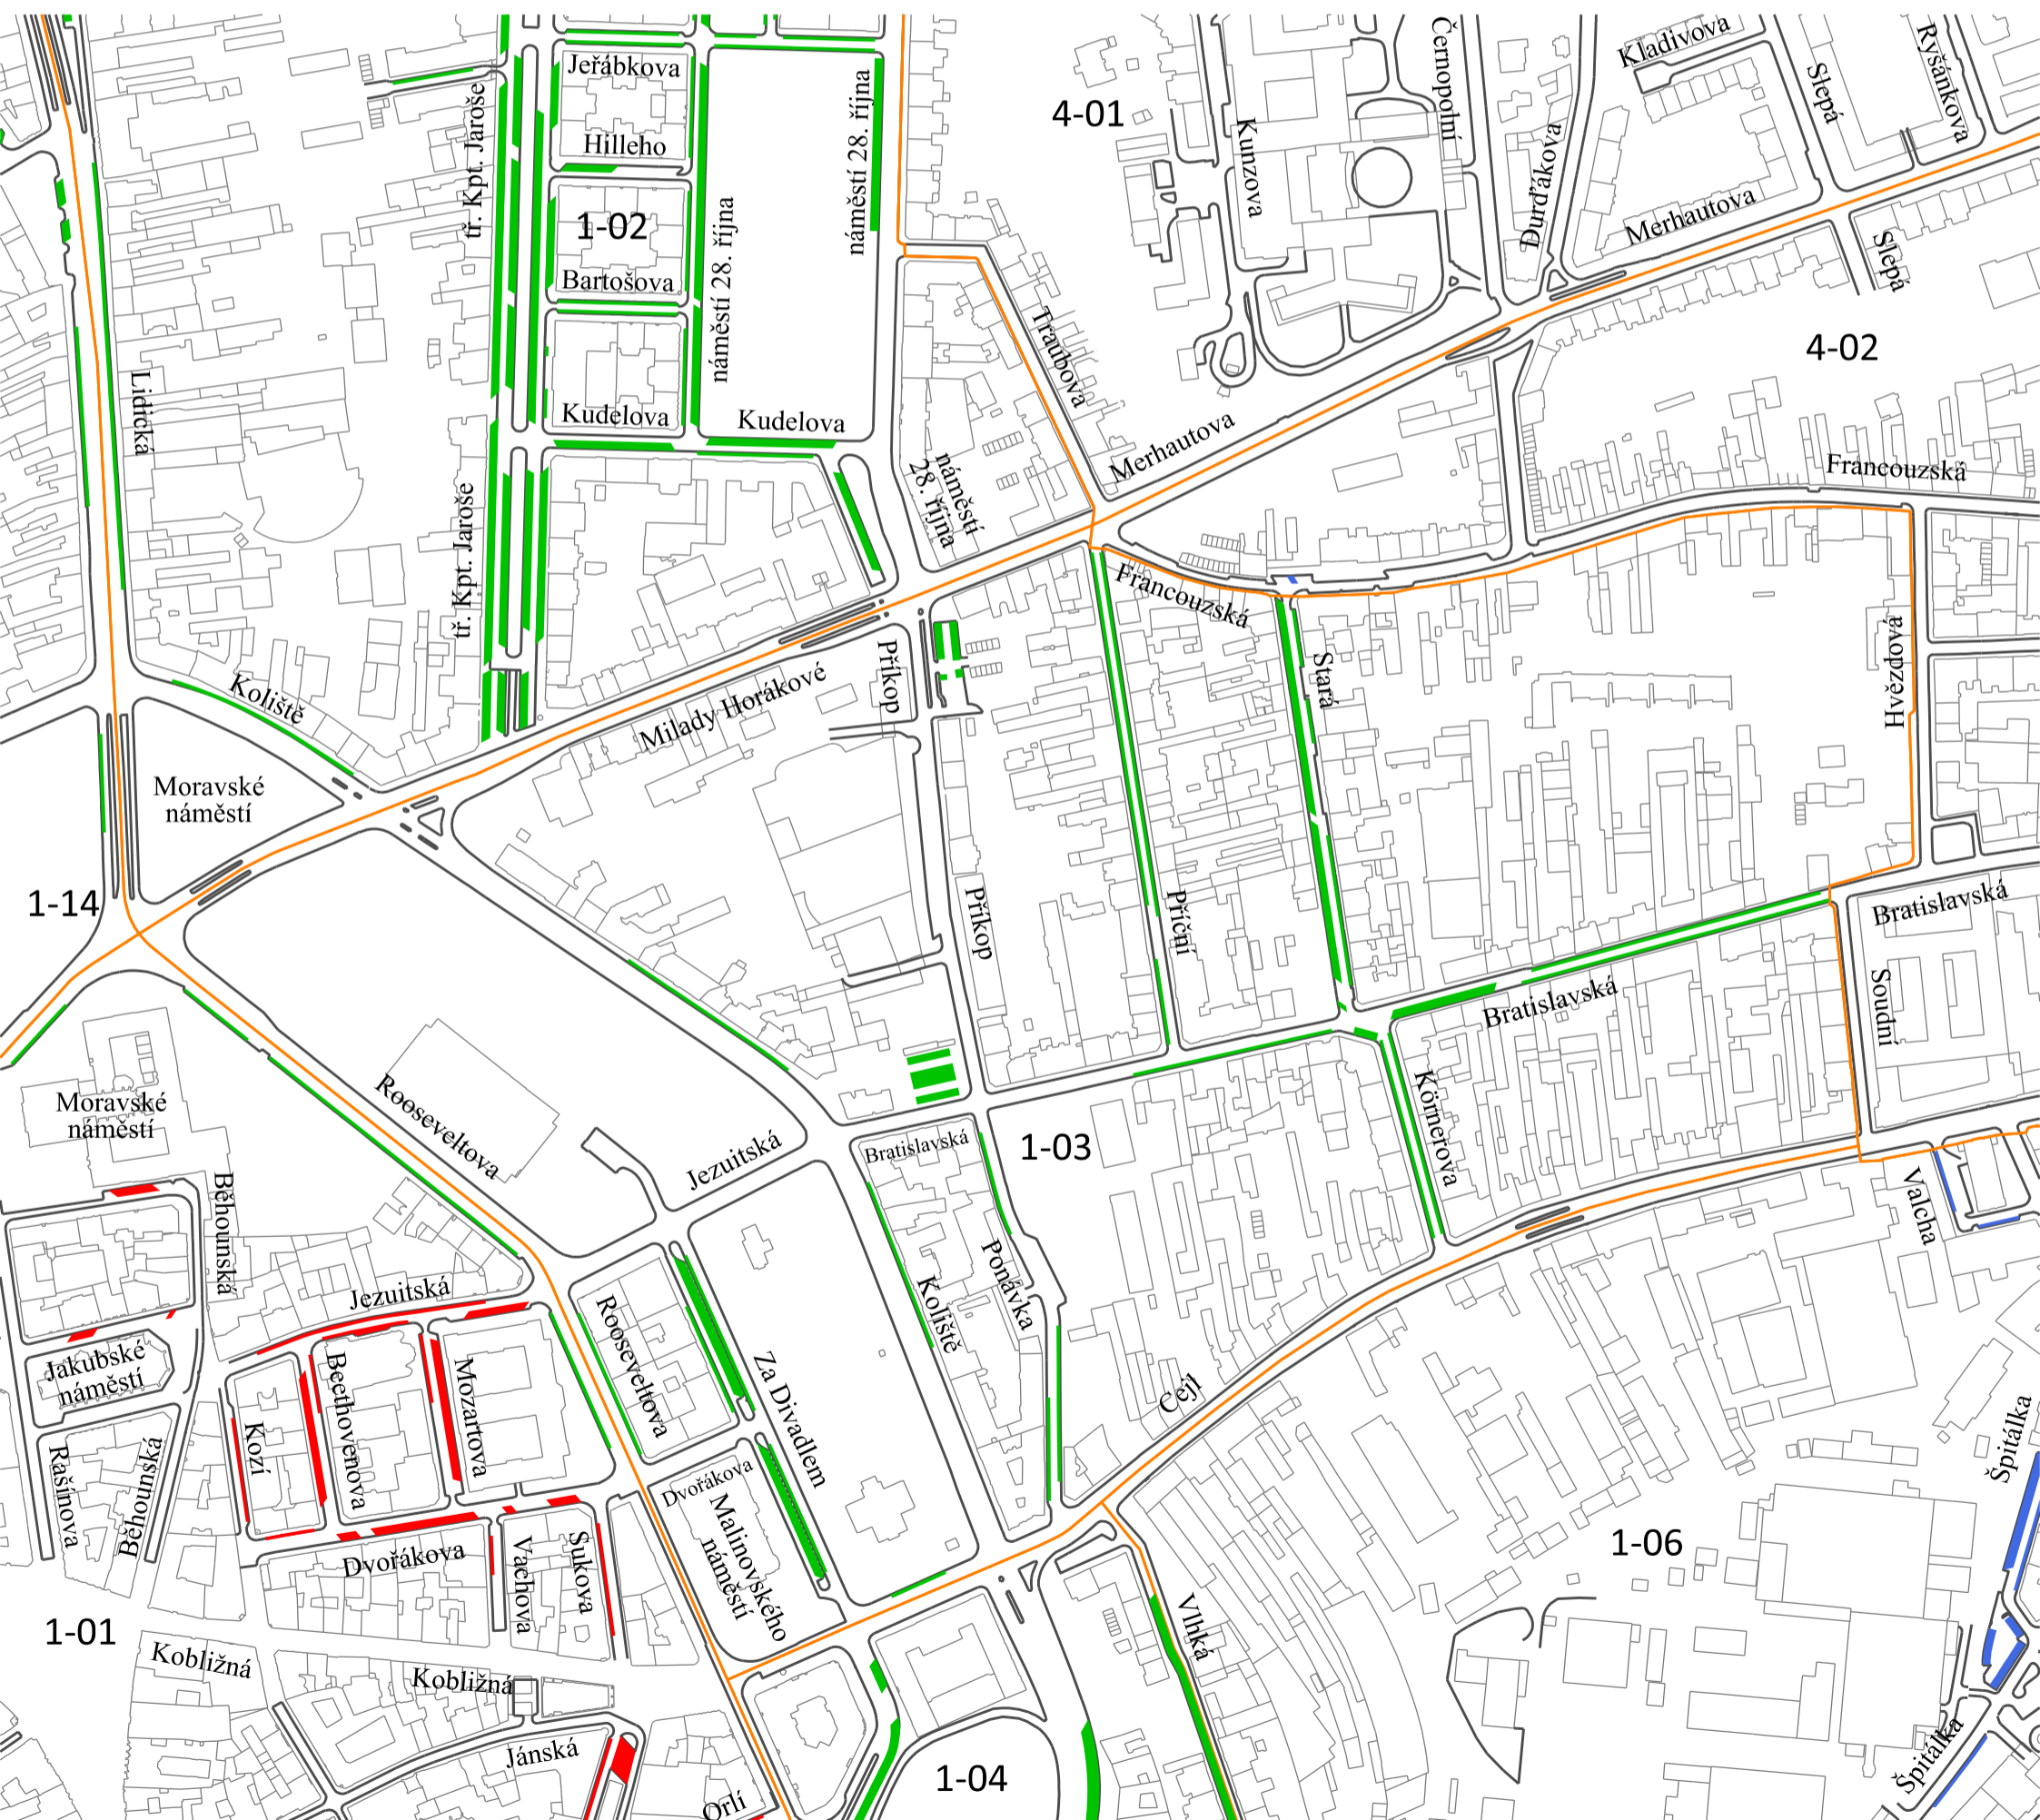 Jeřábkova
Hilleho
1-02
Bartošova
Kudelova
Kudelova
tř. Kpt. Jaroše
tř. Kpt. Jaroše
náměstí 28. října
náměstí 28. října
náměstí
28. října
4-01
Kunzova
Černopolní
Durďákova
Kladivova
Slepá
Ryšánkova
Merhautova
Slepá
4-02
Traubova
Merhautova
Francouzská
Francouzská
Lidická
Koliště
Moravské
náměstí
Milady Horákové
Příkop
Příkop
Příční
Stará
Hvězdová
1-14
Bratislavská
Bratislavská
Soudní
Moravské
náměstí
Rooseveltova
Jezuitská
Bratislavská
1-03
Körnerova
Valcha
Běhounská
Jezuitská
Rooseveltova
Koliště
Ponávka
Za Divadlem
Jakubské
náměstí
Kozí
Beethovenova
Mozartova
Cejl
Rašínova
Běhounská
Dvořákova
Malinovského
náměstí
Dvořákova
Vachova
Sukova
Špitálka
1-06
1-01
Kobližná
Kobližná
Vlhká
Jánská
Orlí
1-04
Špitálka